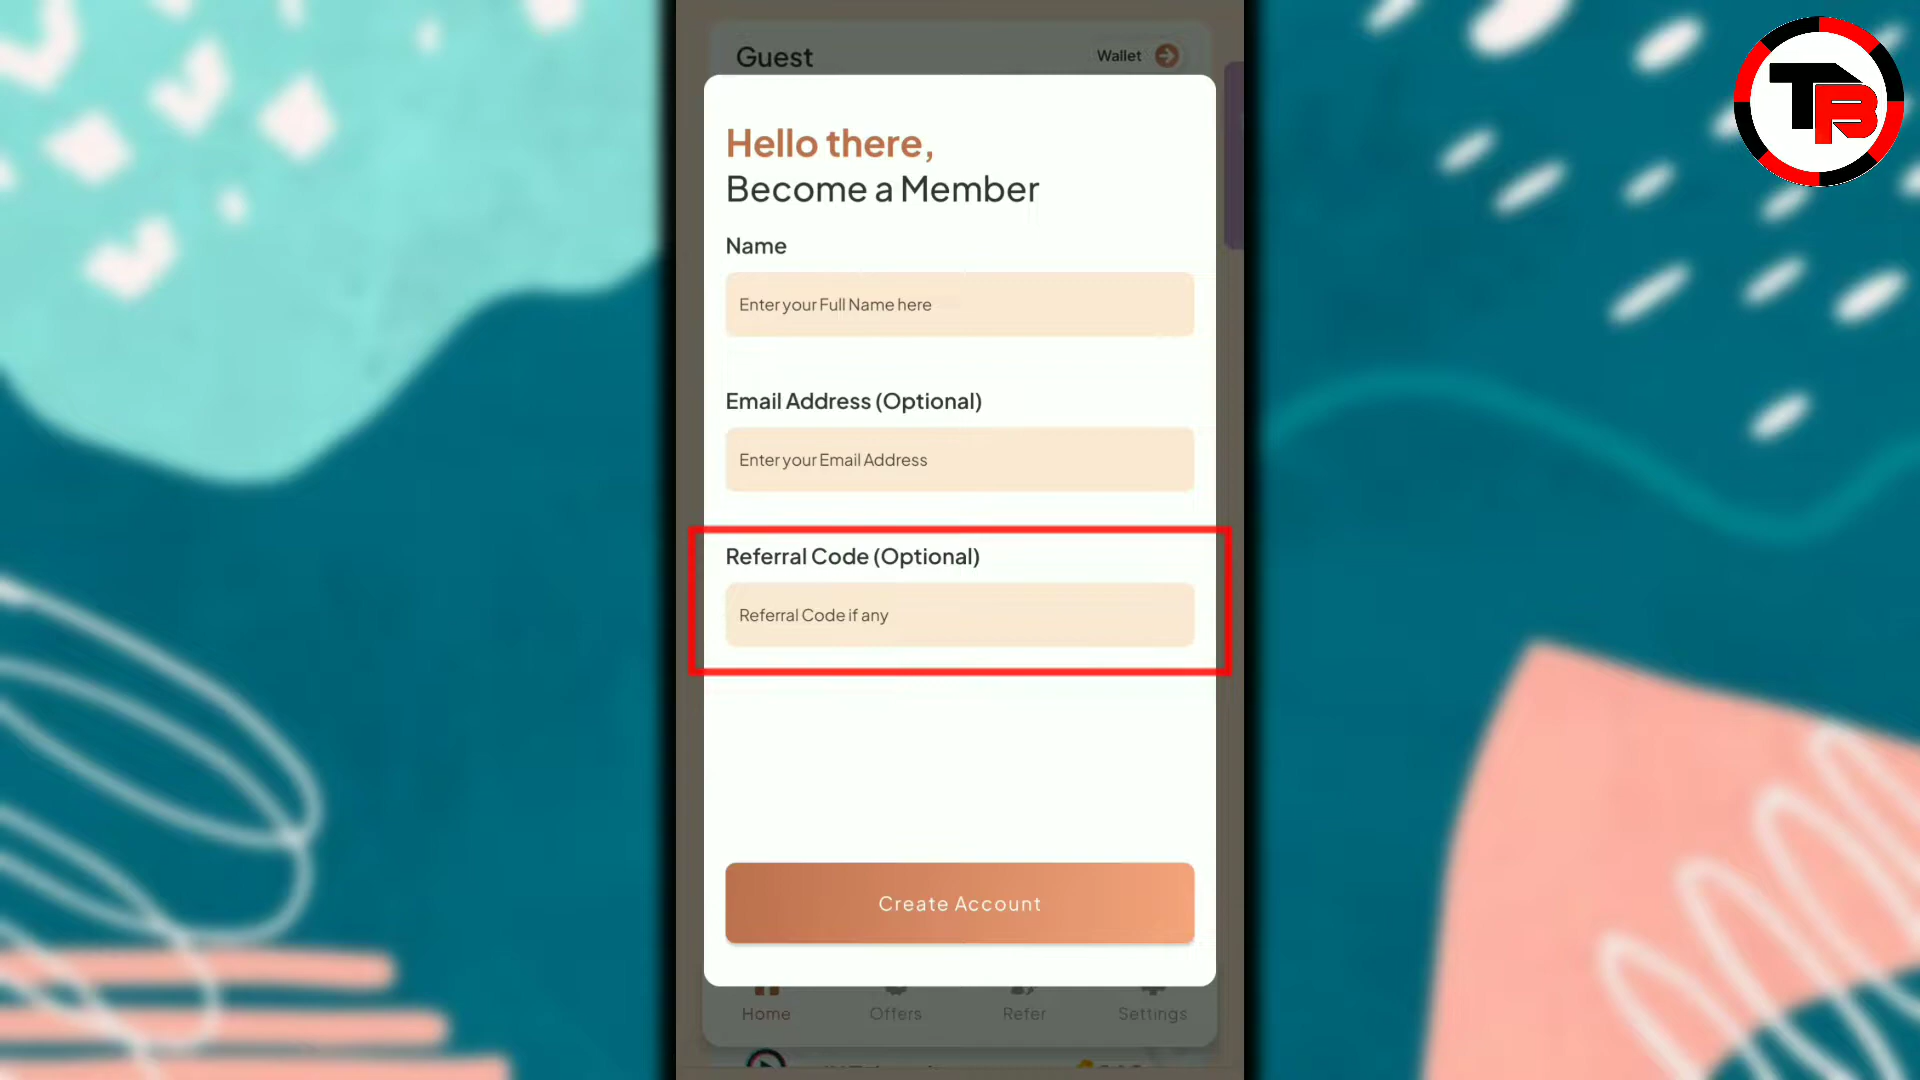 TB
Guest
Wallet
Hello there,
Become a Member
Name
Enter your Full Name here
Email Address (Optional)
Enter your Email Address
Referral Code (Optional)
Referral Code if any
Create Account
Home
Offers
Refer
Settings